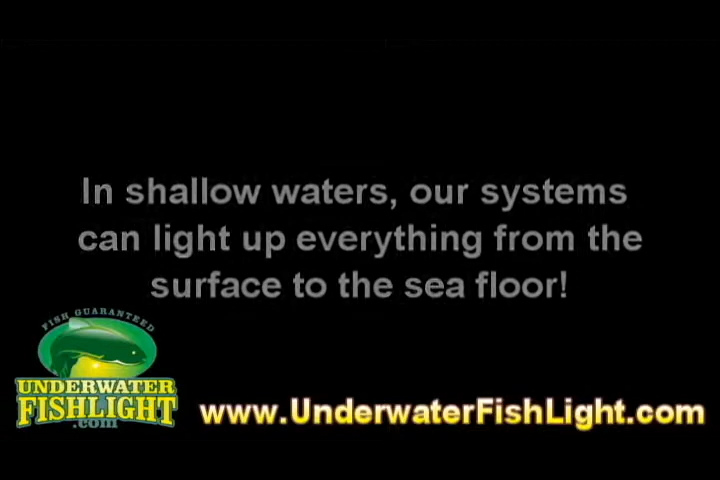 In shallow waters, our systems
can light up everything from the
surface to the sea floor!
FISH GUARANTEED
UNDERWATER
FISHLIGHT
.com
www.UnderwaterFishLight.com